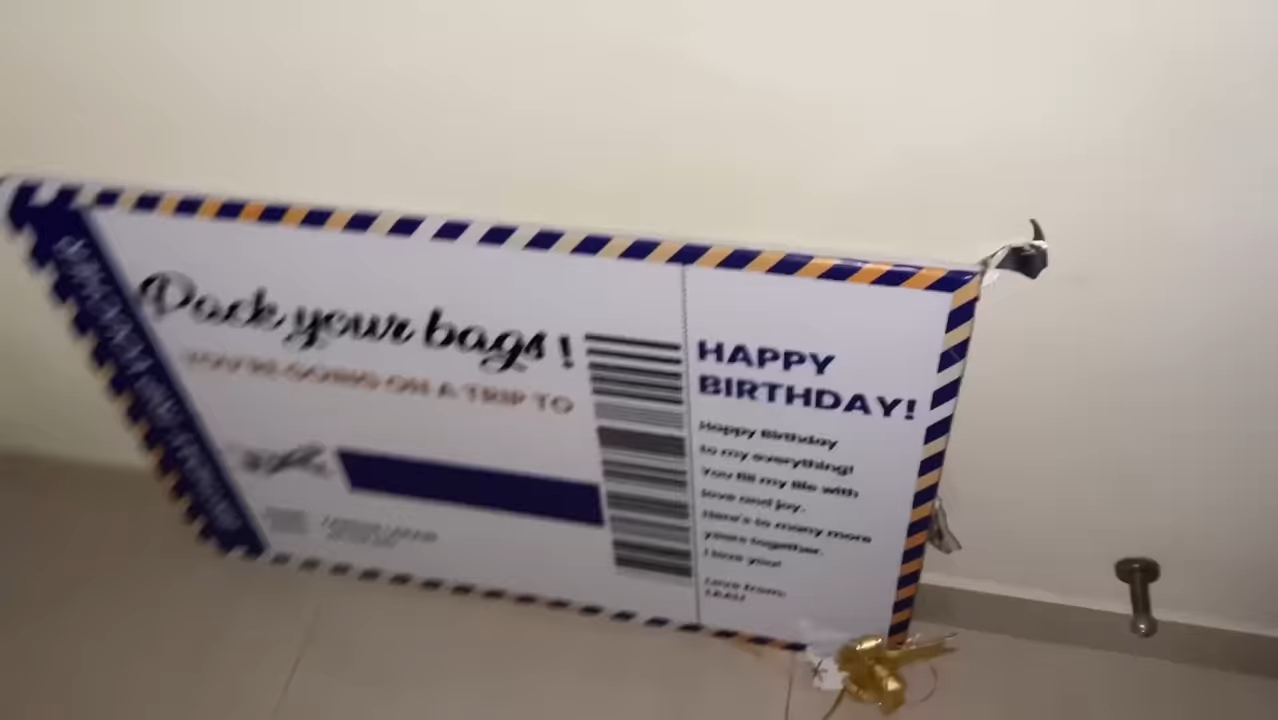 Pack your bags!
YOU'RE GOING ON A TRIP TO
HAPPY
BIRTHDAY!
Happy Birthday
to my everything!
You fill my life with
love and joy.
Here's to many more
years together.
I love you!
Love from: